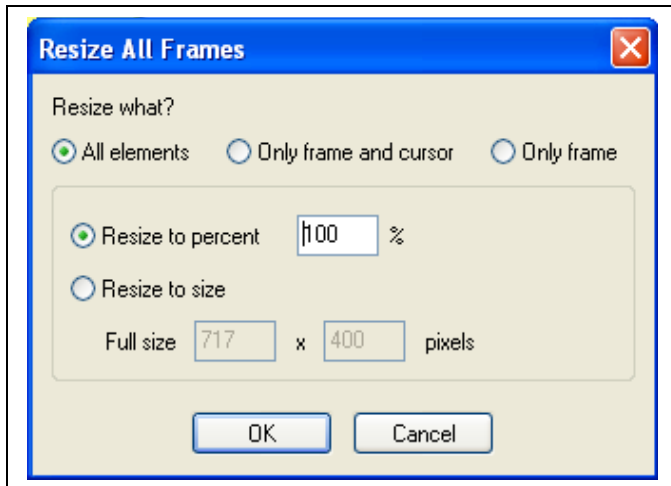 Resize All Frames
Resize what?
All elements Only frame and cursor Only frame
Resize to percent 100 %
Resize to size
Full size 717 x 400 pixels
OK Cancel